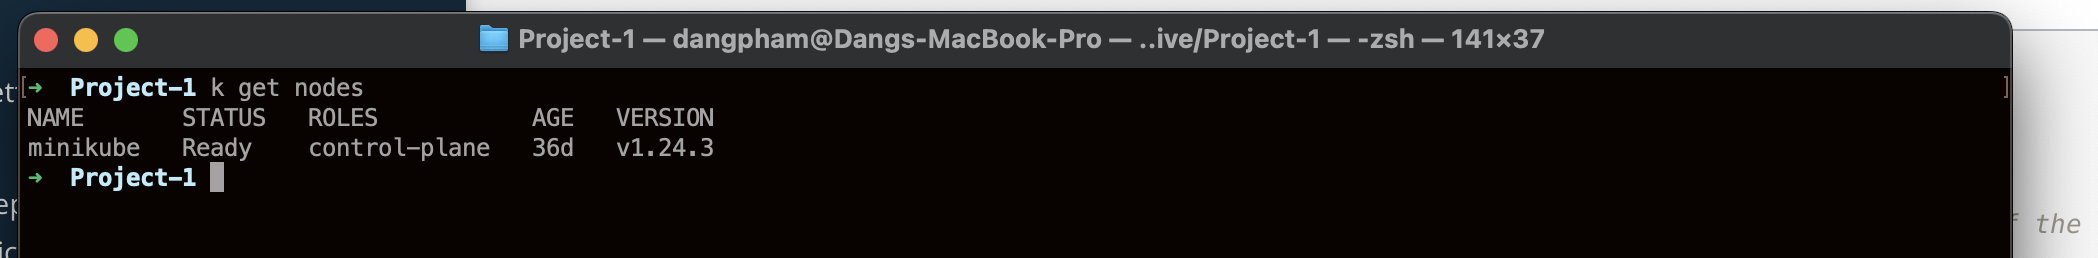 Project-1 — dangpham@Dangs-MacBook-Pro — ..ive/Project-1 — -zsh — 141×37
[➜  Project-1 k get nodes ]
NAME       STATUS   ROLES           AGE   VERSION
minikube   Ready    control-plane   36d   v1.24.3
➜  Project-1
the